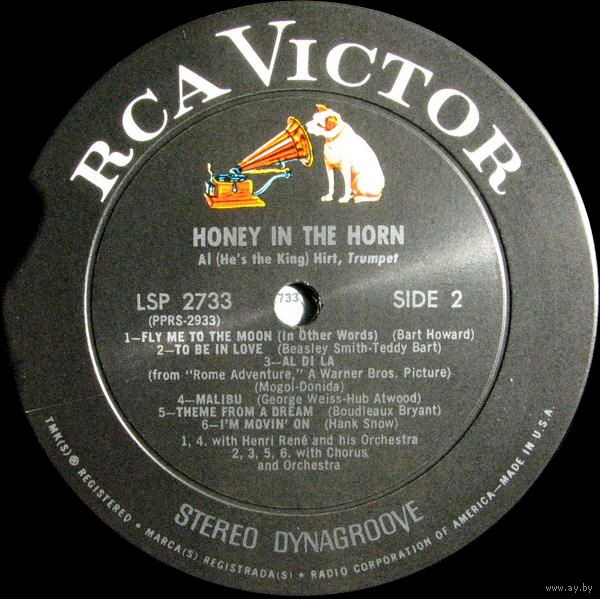 RCA VICTOR
HONEY IN THE HORN
Al (He's the King) Hirt, Trumpet
LSP 2733
733
SIDE 2
(PPRS-2933)
1—FLY ME TO THE MOON (In Other Words) (Bart Howard)
2—TO BE IN LOVE (Beasley Smith-Teddy Bart)
3—AL DI LA
(from "Rome Adventure," A Warner Bros. Picture)
(Mogol-Donida)
4—MALIBU (George Weiss-Hub Atwood)
5—THEME FROM A DREAM (Boudleaux Bryant)
6—I'M MOVIN' ON (Hank Snow)
1, 4. with Henri René and his Orchestra
2, 3, 5, 6. with Chorus
and Orchestra
STEREO DYNAGROOVE
TMK(S) ® REGISTERED • MARCA(S) REGISTRADA(S) • RADIO CORPORATION OF AMERICA—MADE IN U.S.A.
www.ay.by